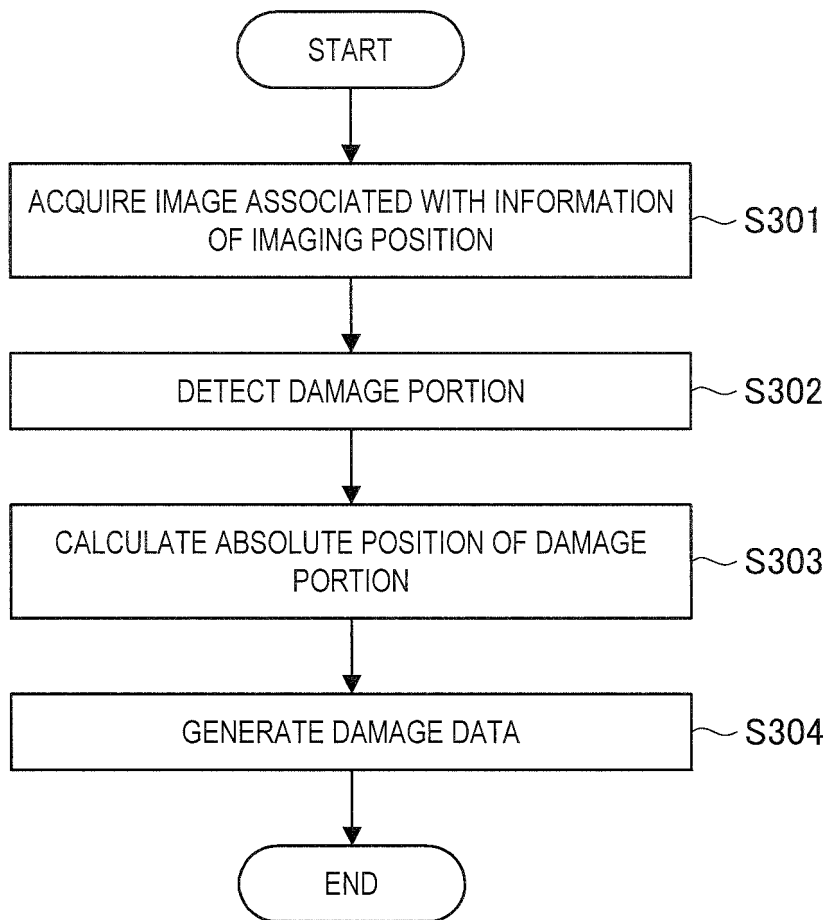 START
ACQUIRE IMAGE ASSOCIATED WITH INFORMATION
OF IMAGING POSITION
S301
DETECT DAMAGE PORTION
S302
CALCULATE ABSOLUTE POSITION OF DAMAGE
PORTION
S303
GENERATE DAMAGE DATA
S304
END